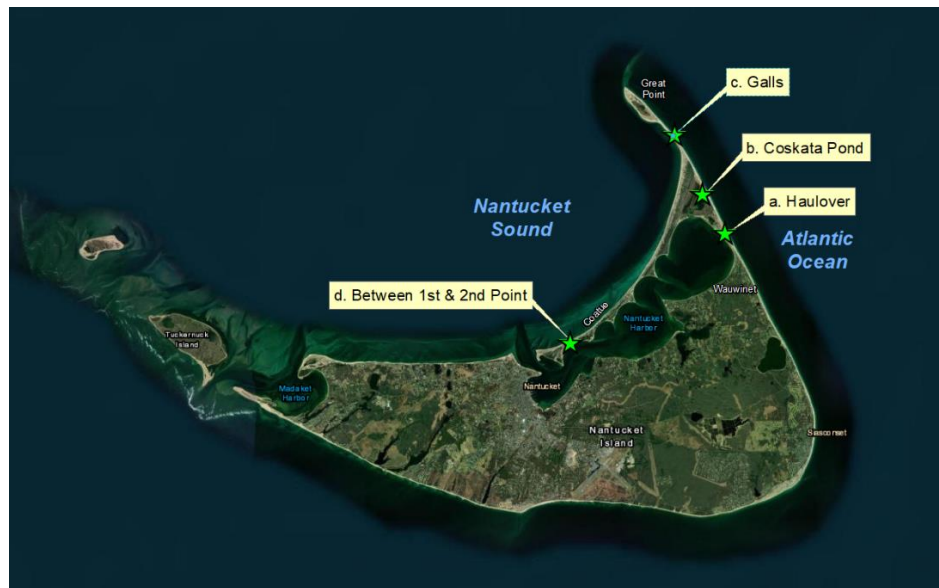 Great
Point
c. Galls
b. Coskata Pond
a. Haulover
Nantucket
Sound
Atlantic
Ocean
Wauwinet
d. Between 1st & 2nd Point
Coatue
Nantucket
Harbor
Tuckernuck
Island
Madaket
Harbor
Nantucket
Nantucket
Island
Siasconset